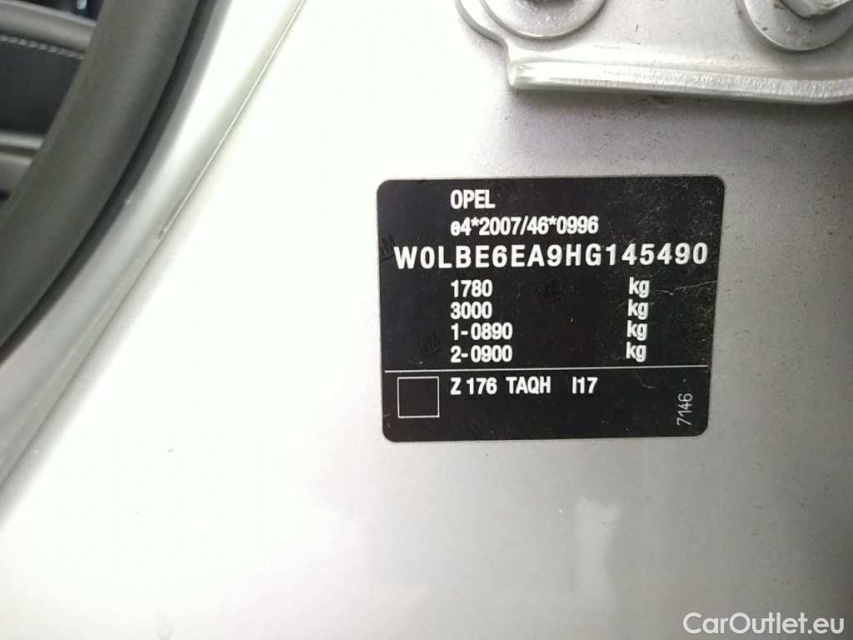 OPEL
e4*2007/46*0996
W0LBE6EA9HG145490
1780 kg
3000 kg
1-0890 kg
2-0900 kg
Z 176 TAQH I17
7146
CarOutlet.eu